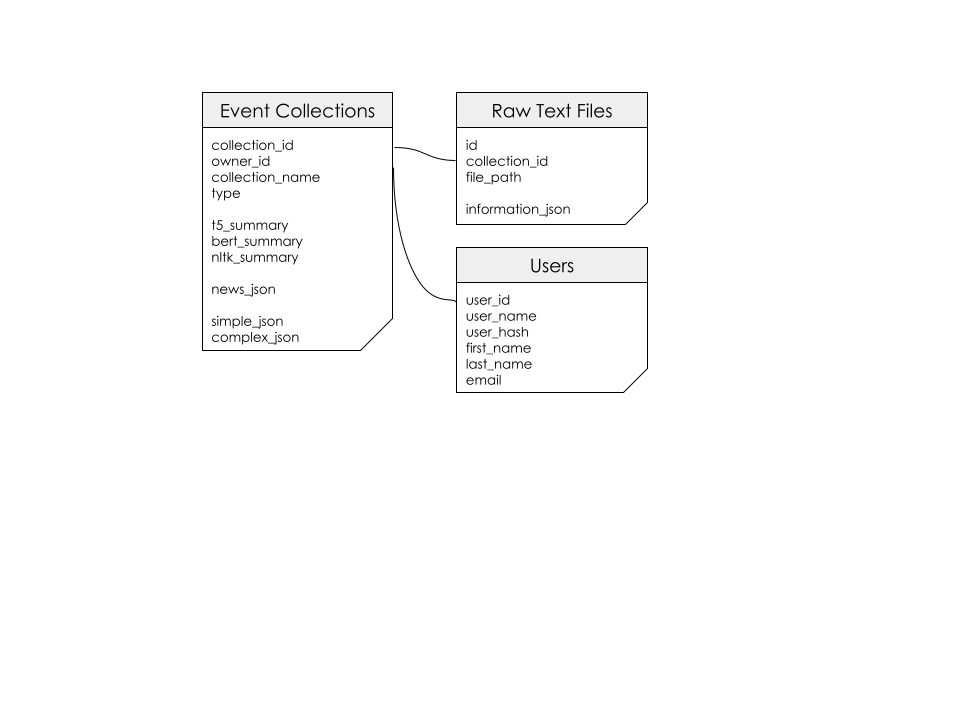 Event Collections
collection_id
owner_id
collection_name
type
t5_summary
bert_summary
nltk_summary
news_json
simple_json
complex_json
Raw Text Files
id
collection_id
file_path
information_json
Users
user_id
user_name
user_hash
first_name
last_name
email